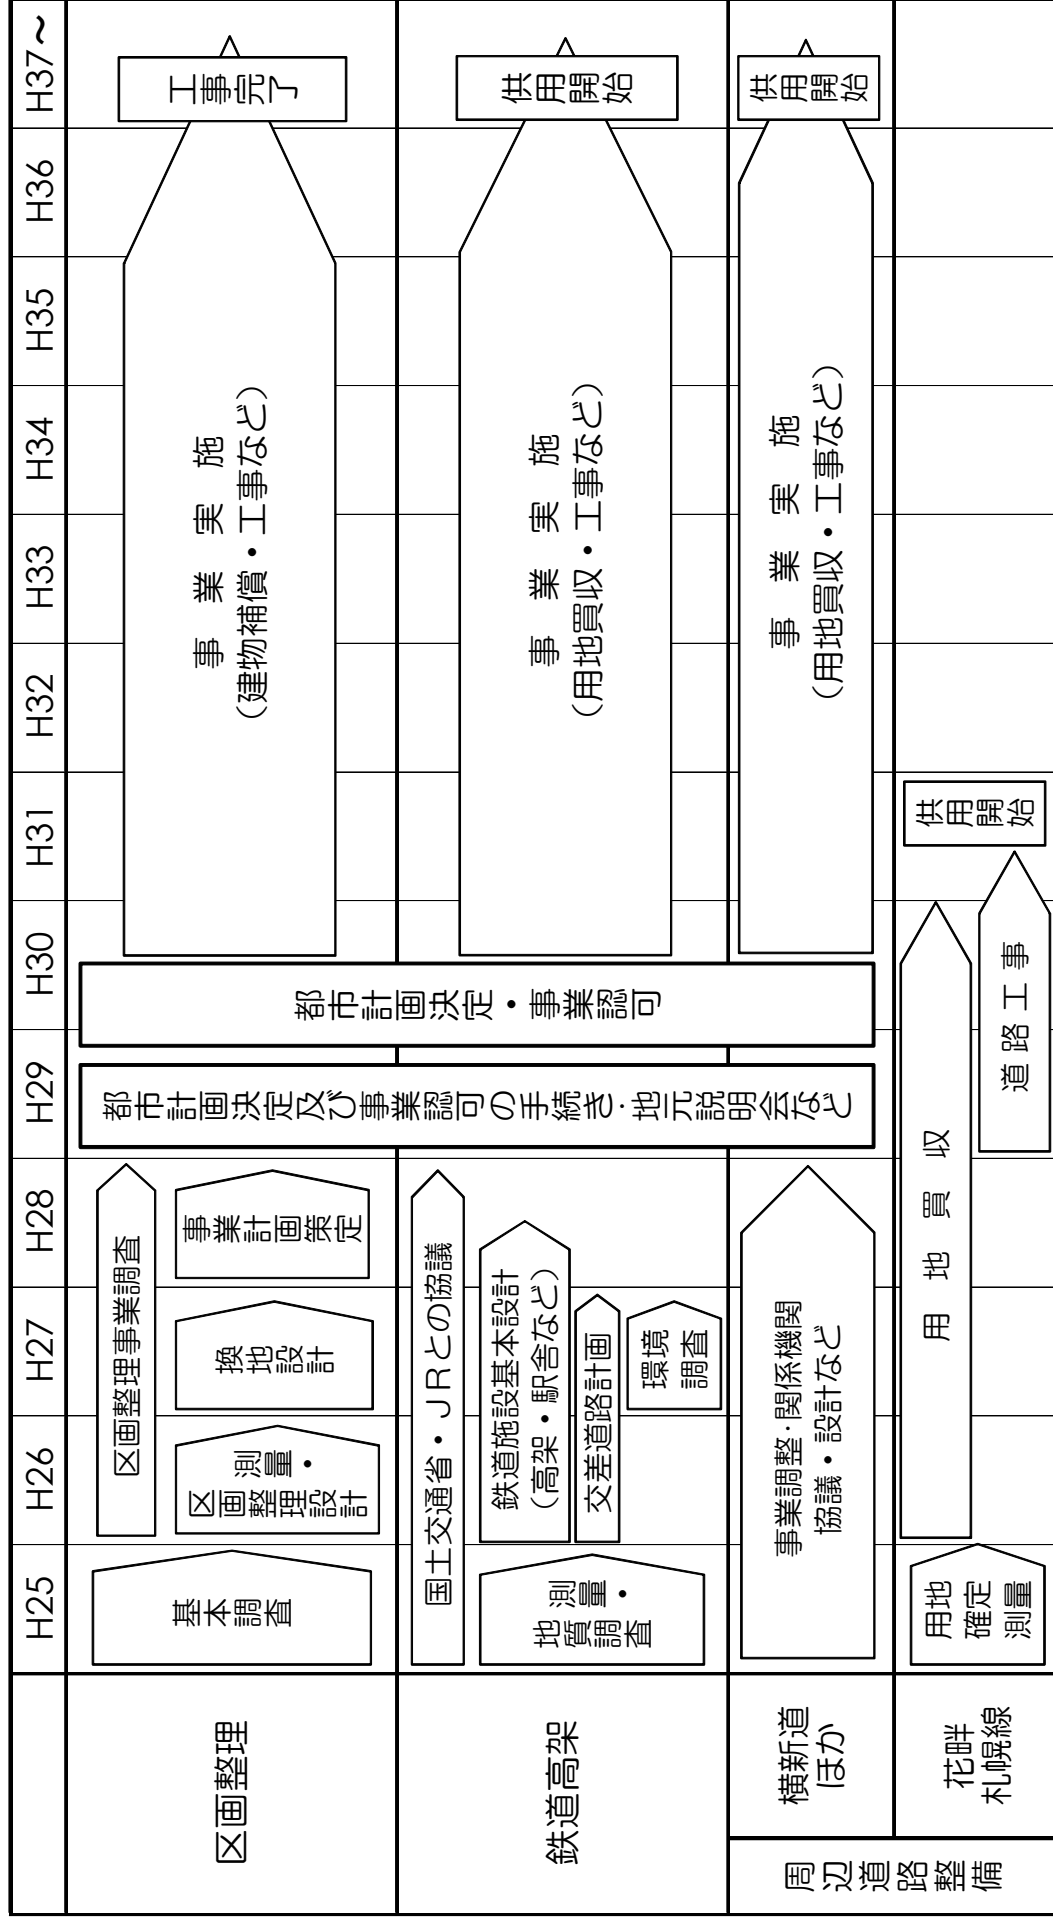 H25
H26
H27
H28
H29
H30
H31
H32
H33
H34
H35
H36
H37～
区画整理
基本調査
区画整理事業調査
測量・
区画整理設計
換地設計
事業計画策定
都市計画決定及び事業認可の手続き・地元説明会など
都市計画決定・事業認可
事業実施
（建物補償・工事など）
工事完了
鉄道高架
国土交通省・JRとの協議
測量・
地質調査
鉄道施設基本設計
（高架・駅舎など）
交差道路計画
環境
調査
事業実施
（用地買収・工事など）
供用開始
周辺道路整備
横新道
ほか
事業調整・関係機関
協議・設計など
事業実施
（用地買収・工事など）
供用開始
花畔
札幌線
用地
確定
測量
用地買収
道路工事
供用開始